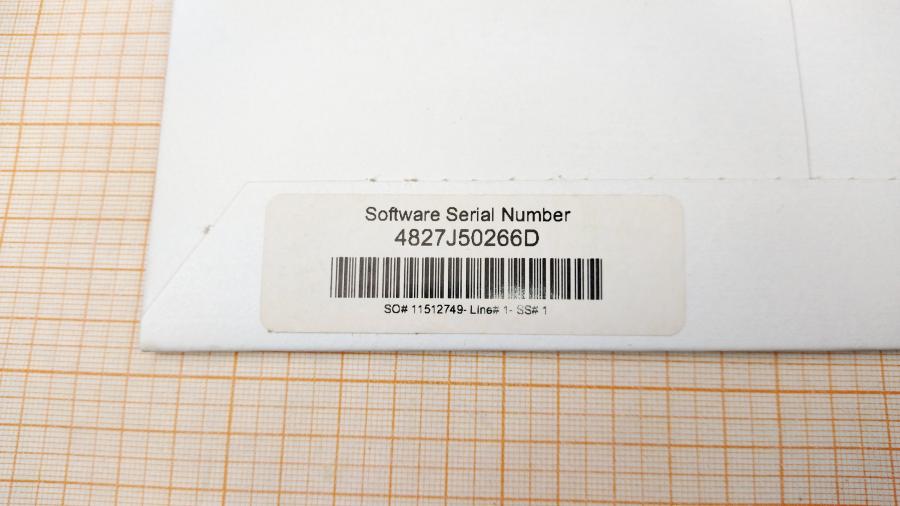 Software Serial Number
4827J50266D
SO# 11512749- Line# 1- SS# 1